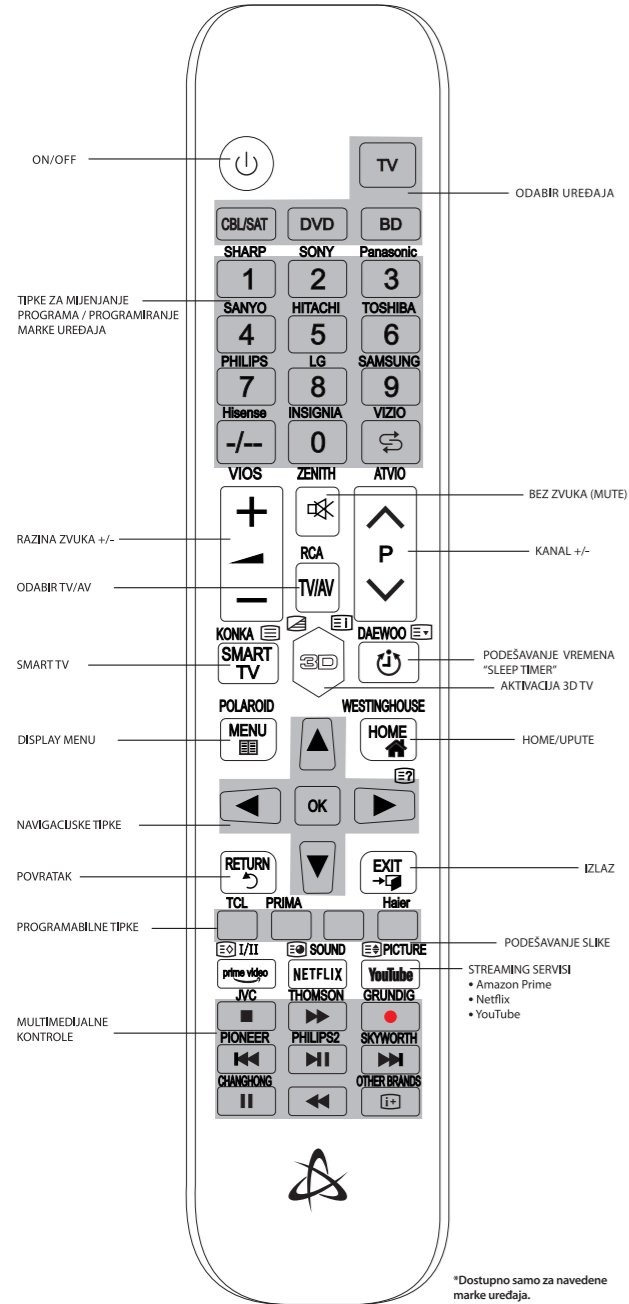 ON/OFF
TV
ODABIR UREĐAJA
CBL/SAT DVD BD
SHARP SONY Panasonic
1 2 3
TIPKE ZA MIJENJANJE
PROGRAMA / PROGRAMIRANJE
MARKE UREĐAJA
SANYO HITACHI TOSHIBA
4 5 6
PHILIPS LG SAMSUNG
7 8 9
Hisense INSIGNIA VIZIO
-/-- 0
VIOS ZENITH ATVIO
BEZ ZVUKA (MUTE)
RAZINA ZVUKA +/-
+
P
−
KANAL +/-
RCA
ODABIR TV/AV
TV/AV
KONKA DAEWOO
SMART TV
SMART
TV
3D
PODEŠAVANJE VREMENA
“SLEEP TIMER”
AKTIVACIJA 3D TV
POLAROID WESTINGHOUSE
DISPLAY MENU
MENU
HOME
HOME/UPUTE
?
OK
NAVIGACIJSKE TIPKE
POVRATAK
RETURN
EXIT
IZLAZ
TCL PRIMA Haier
PROGRAMABILNE TIPKE
I/II SOUND PICTURE
PODEŠAVANJE SLIKE
prime video NETFLIX YouTube
STREAMING SERVISI
• Amazon Prime
• Netflix
• YouTube
JVC THOMSON GRUNDIG
MULTIMEDIJALNE
KONTROLE
PIONEER PHILIPS2 SKYWORTH
CHANGHONG OTHER BRANDS
i+
*Dostupno samo za navedene
marke uređaja.